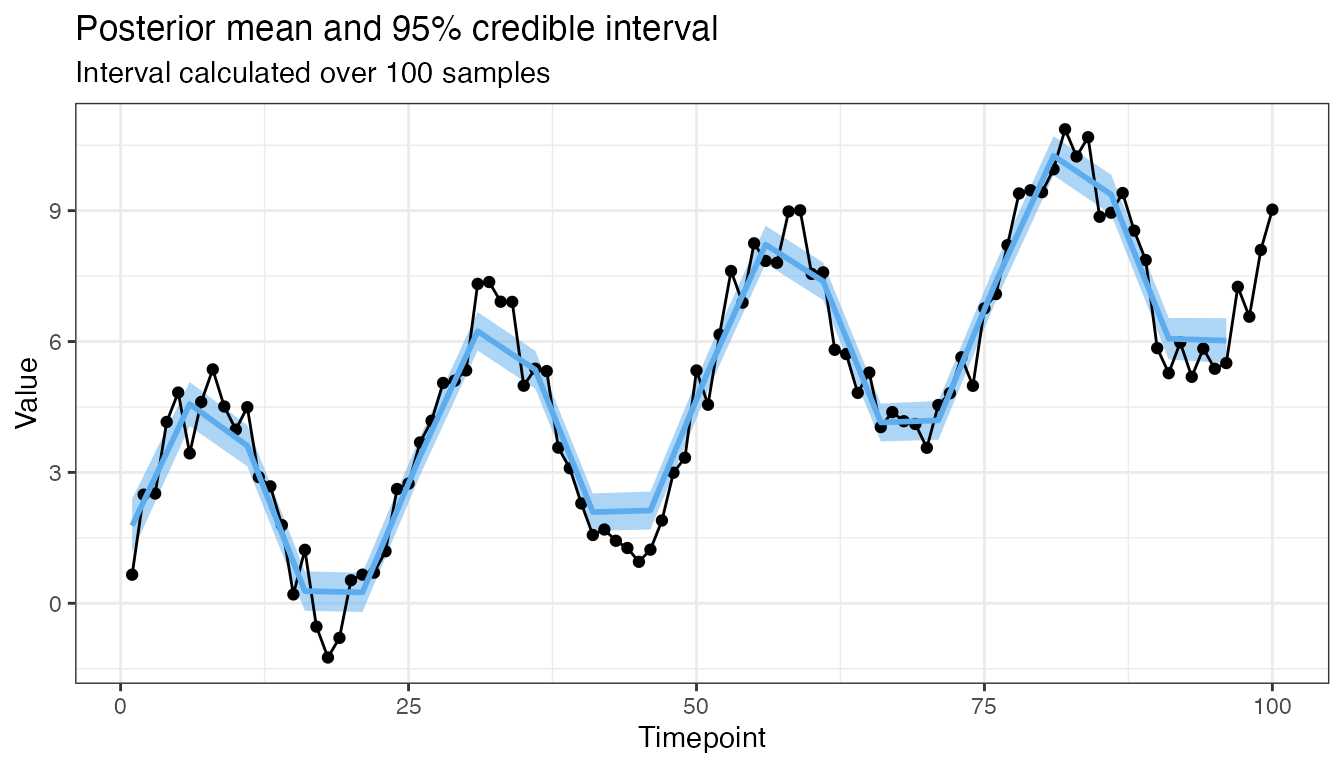 Posterior mean and 95% credible interval
Interval calculated over 100 samples
Value
9
6
3
0
0 25 50 75 100
Timepoint